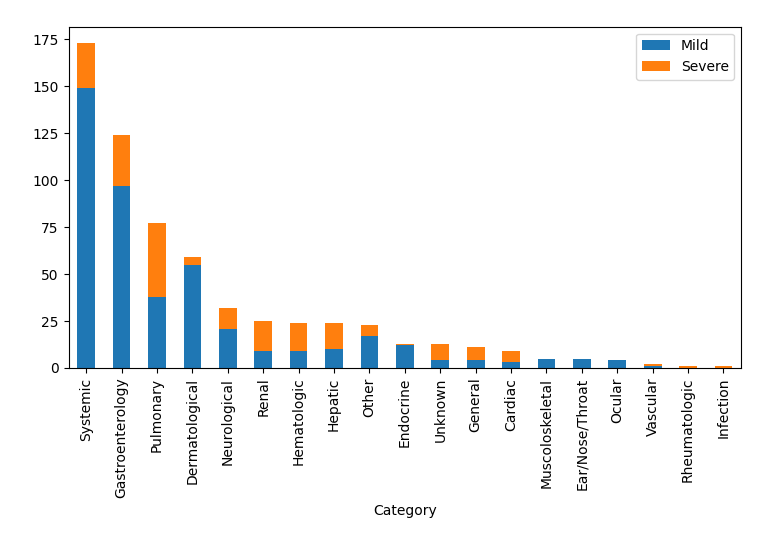 175
150
125
100
75
50
25
0
Mild
Severe
Systemic
Gastroenterology
Pulmonary
Dermatological
Neurological
Renal
Hematologic
Hepatic
Other
Endocrine
Unknown
General
Cardiac
Muscoloskeletal
Ear/Nose/Throat
Ocular
Vascular
Rheumatologic
Infection
Category